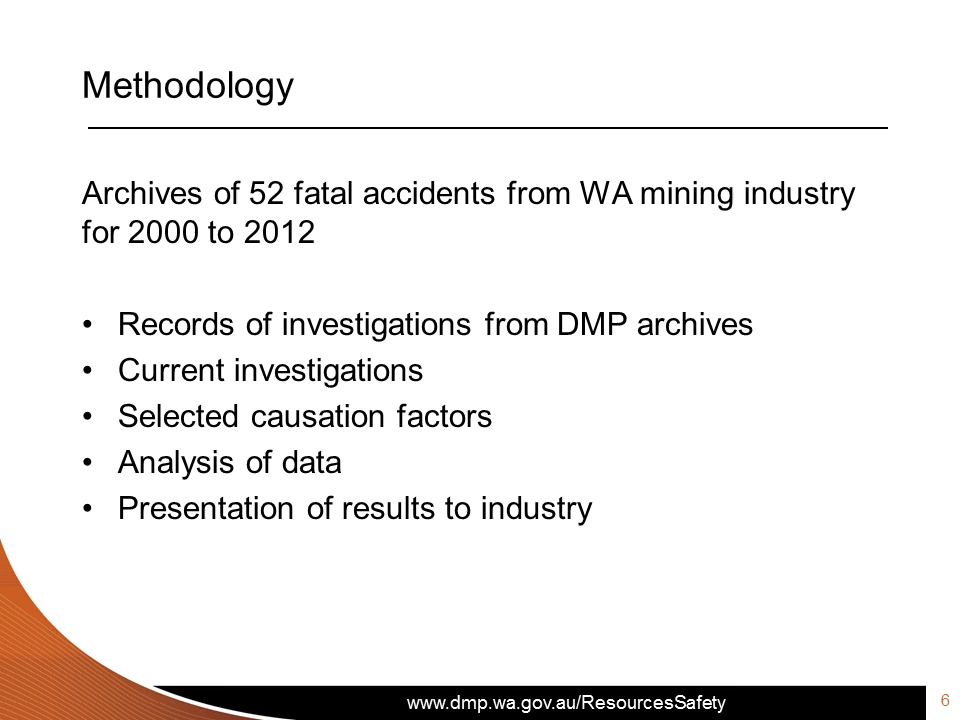 Methodology
Archives of 52 fatal accidents from WA mining industry
for 2000 to 2012
• Records of investigations from DMP archives
• Current investigations
• Selected causation factors
• Analysis of data
• Presentation of results to industry
www.dmp.wa.gov.au/ResourcesSafety
6